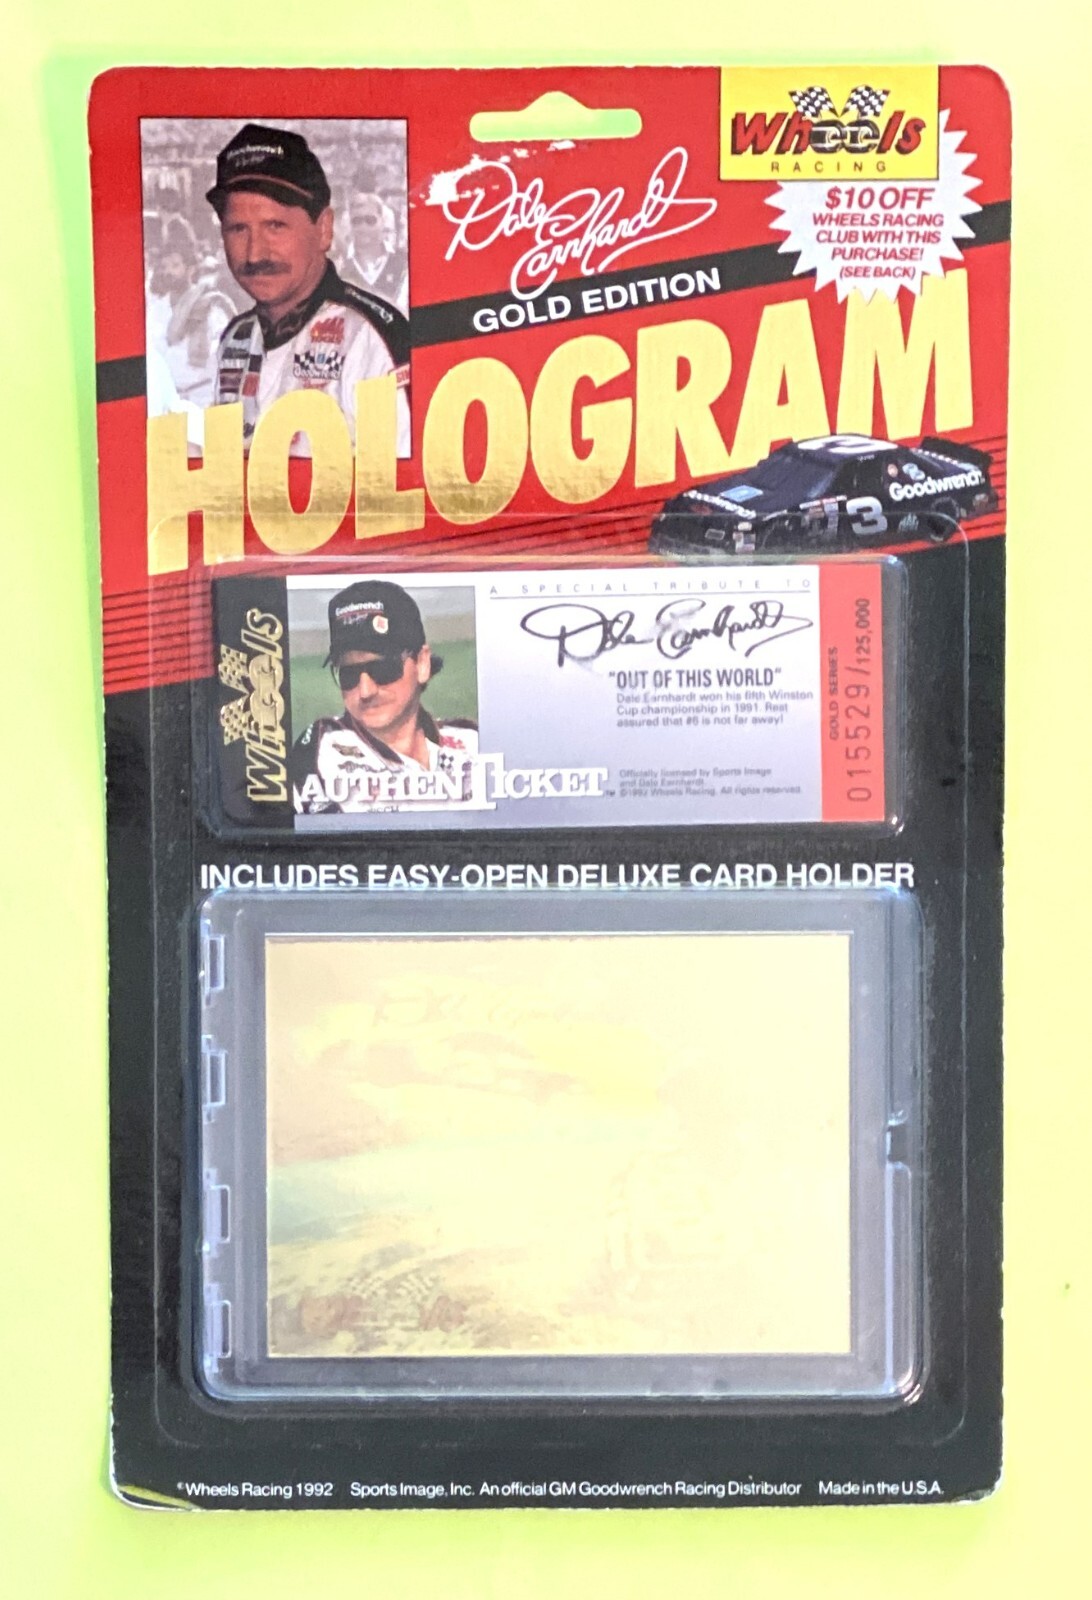 Wheels
RACING
$10 OFF
WHEELS RACING
CLUB WITH THIS
PURCHASE!
(SEE BACK)
Dale
Earnhardt
GOLD EDITION
HOLOGRAM
Goodwrench
Goodwrench
Goodwrench
Goodwrench
3
Wheels
Goodwrench
A SPECIAL TRIBUTE TO
Dale Earnhardt
"OUT OF THIS WORLD"
Dale Earnhardt won his fifth Winston
Cup championship in 1991. Rest
assured that #6 is not far away!
AUTHENTICKET
Officially licensed by Sports Image
and Dale Earnhardt.
©1992 Wheels Racing. All rights reserved.
GOLD SERIES
015529/125,000
INCLUDES EASY-OPEN DELUXE CARD HOLDER
©Wheels Racing 1992 Sports Image, Inc. An official GM Goodwrench Racing Distributor Made in the U.S.A.